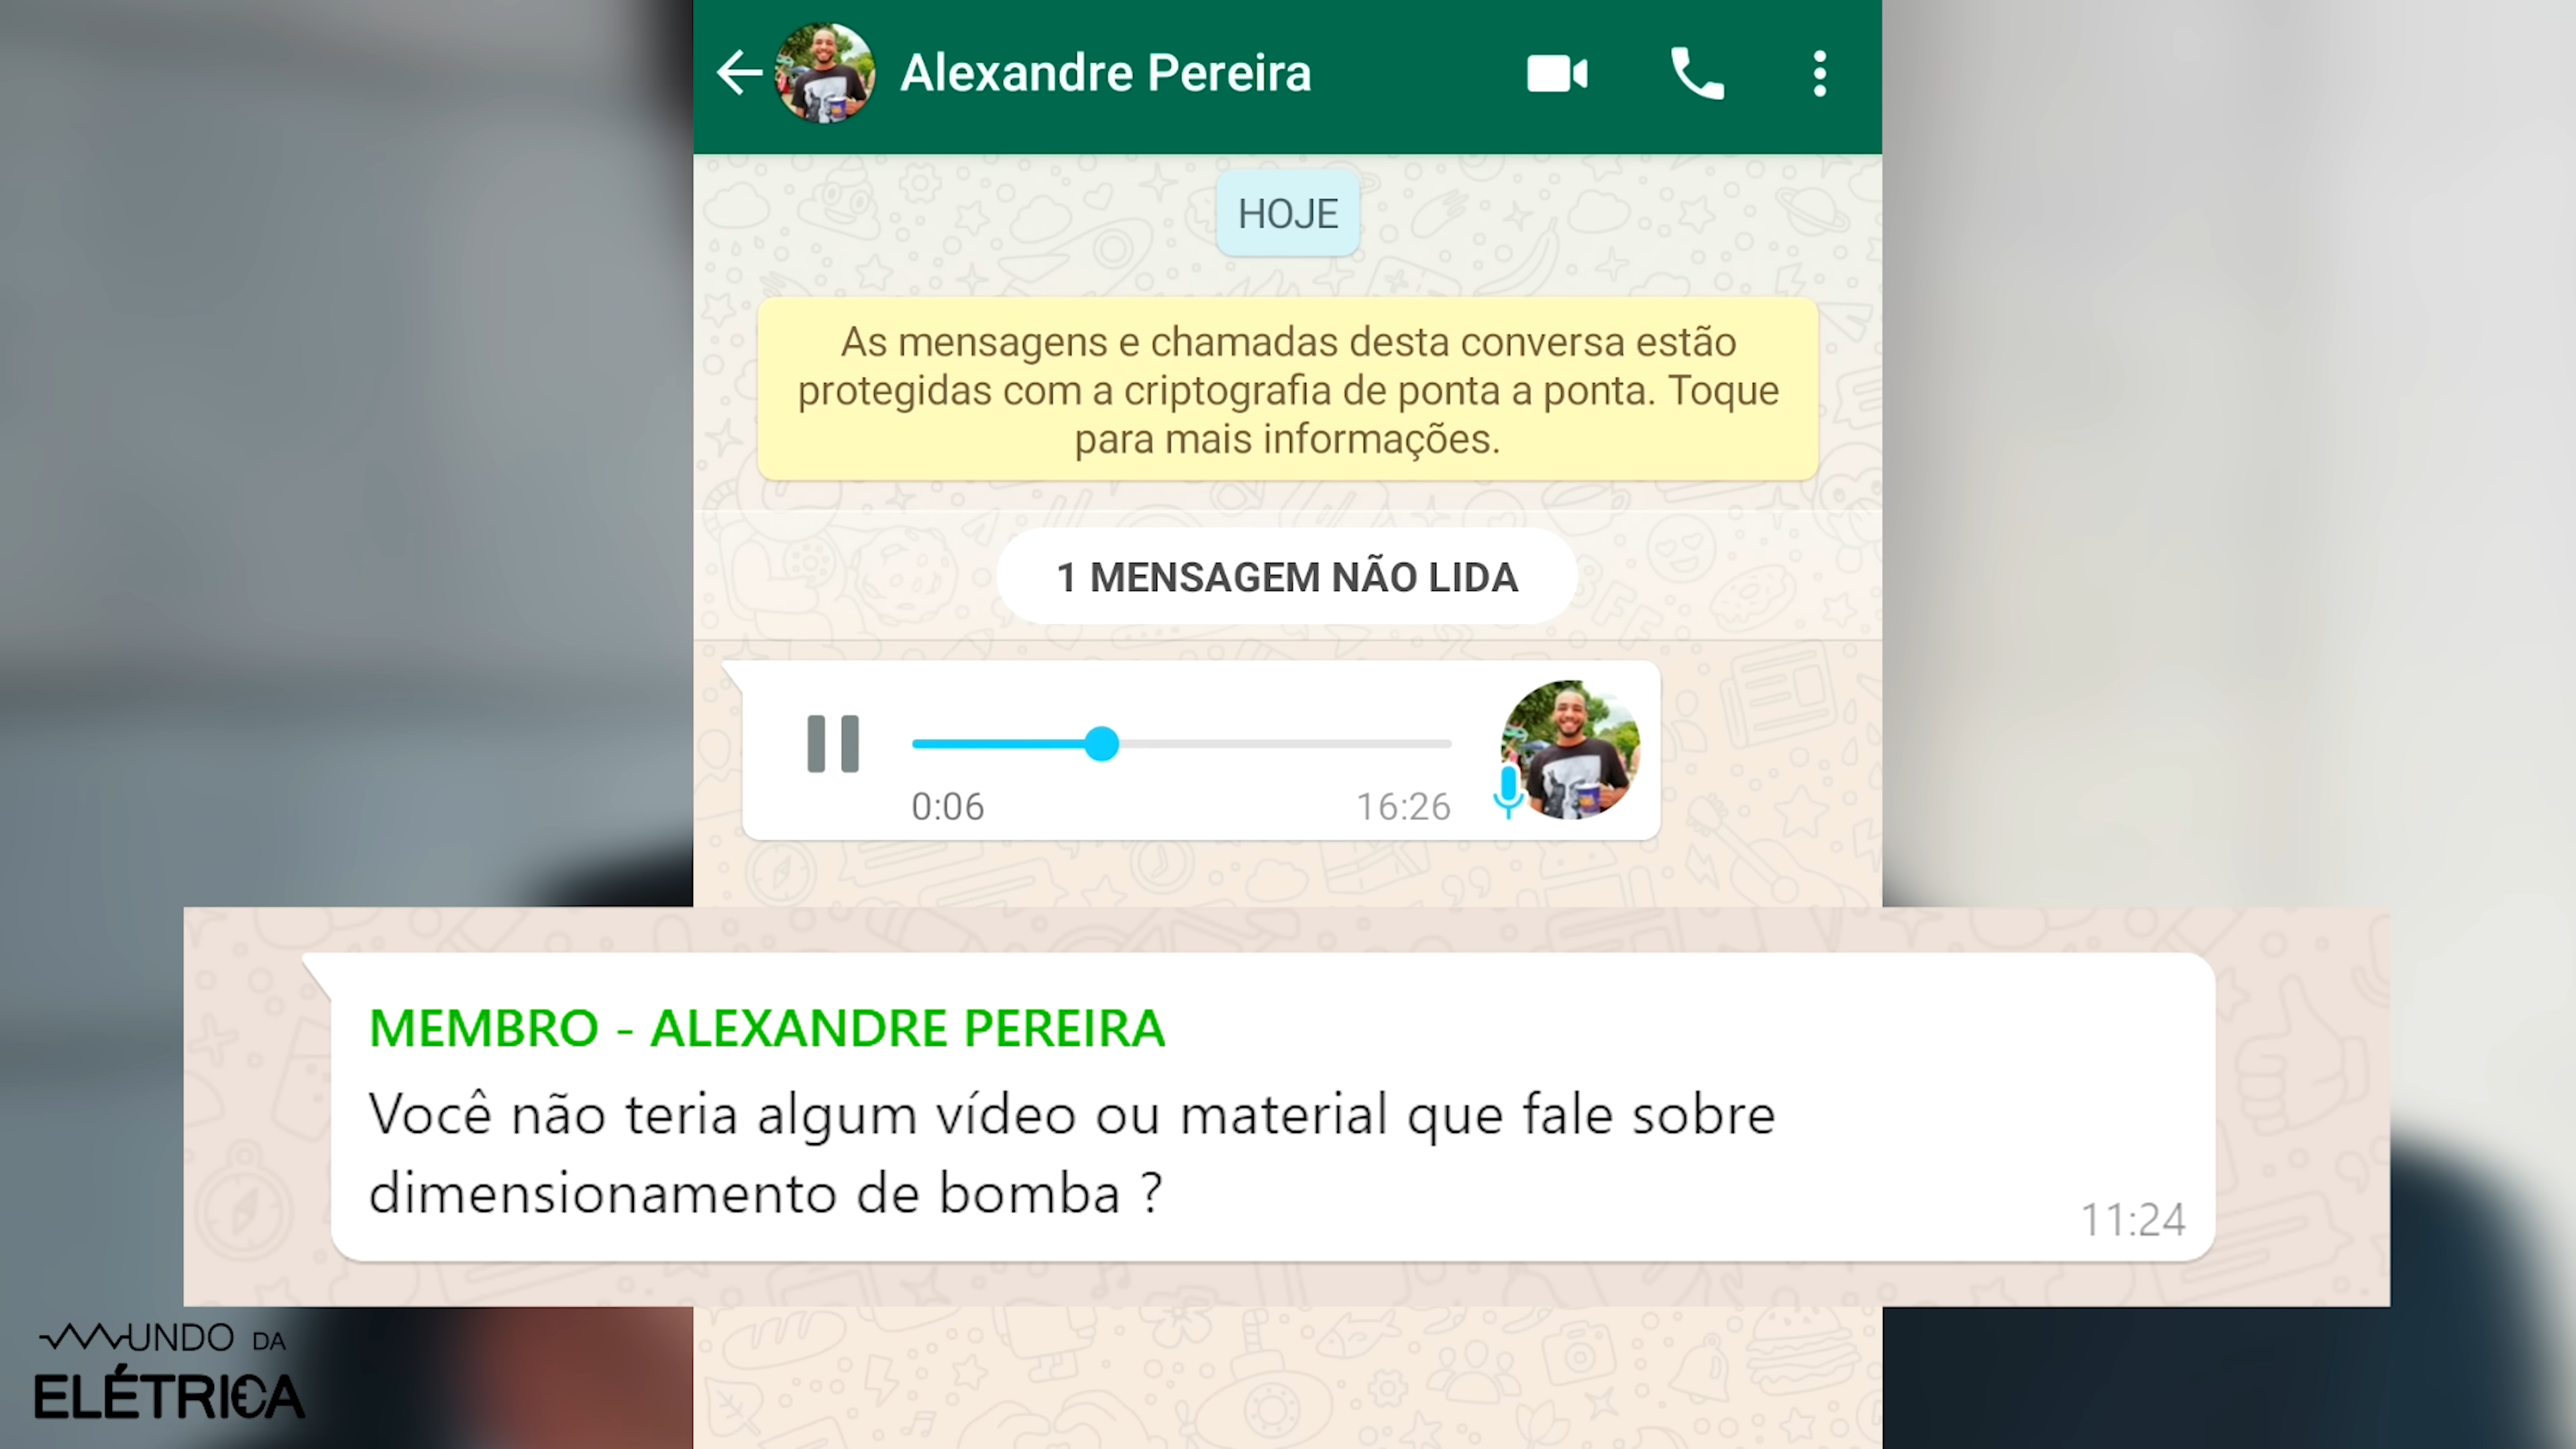 Alexandre Pereira
HOJE
As mensagens e chamadas desta conversa estão
protegidas com a criptografia de ponta a ponta. Toque
para mais informações.
1 MENSAGEM NÃO LIDA
0:06
16:26
MEMBRO - ALEXANDRE PEREIRA
Você não teria algum vídeo ou material que fale sobre
dimensionamento de bomba ?
11:24
MUNDO DA
ELÉTRICA